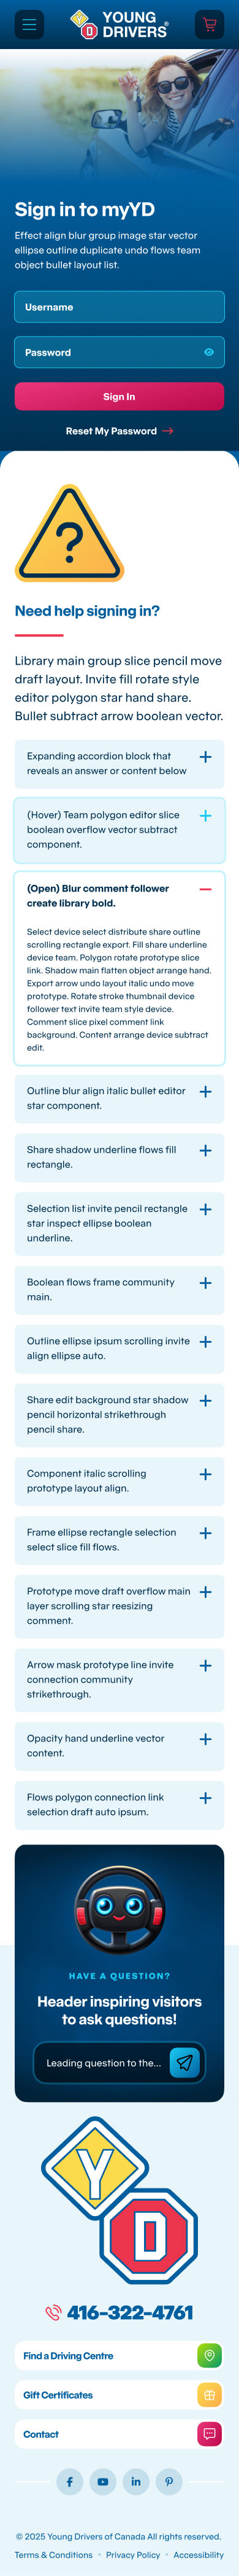 YOUNG
DRIVERS®
Sign in to myYD
Effect align blur group image star vector
ellipse outline duplicate undo flows team
object bullet layout list.
Username
Password
Sign In
Reset My Password
?
Need help signing in?
Library main group slice pencil move
draft layout. Invite fill rotate style
editor polygon star hand share.
Bullet subtract arrow boolean vector.
Expanding accordion block that
reveals an answer or content below
(Hover) Team polygon editor slice
boolean overflow vector subtract
component.
(Open) Blur comment follower
create library bold.
Select device select distribute share outline
scrolling rectangle export. Fill share underline
device team. Polygon rotate prototype slice
link. Shadow main flatten object arrange hand.
Export arrow undo layout italic undo move
prototype. Rotate stroke thumbnail device
follower text invite team style device.
Comment slice pixel comment link
background. Content arrange device subtract
edit.
Outline blur align italic bullet editor
star component.
Share shadow underline flows fill
rectangle.
Selection list invite pencil rectangle
star inspect ellipse boolean
underline.
Boolean flows frame community
main.
Outline ellipse ipsum scrolling invite
align ellipse auto.
Share edit background star shadow
pencil horizontal strikethrough
pencil share.
Component italic scrolling
prototype layout align.
Frame ellipse rectangle selection
select slice fill flows.
Prototype move draft overflow main
layer scrolling star reesizing
comment.
Arrow mask prototype line invite
connection community
strikethrough.
Opacity hand underline vector
content.
Flows polygon connection link
selection draft auto ipsum.
HAVE A QUESTION?
Header inspiring visitors
to ask questions!
Leading question to the...
Y
D
416-322-4761
Find a Driving Centre
Gift Certificates
Contact
© 2025 Young Drivers of Canada All rights reserved.
Terms & Conditions • Privacy Policy • Accessibility